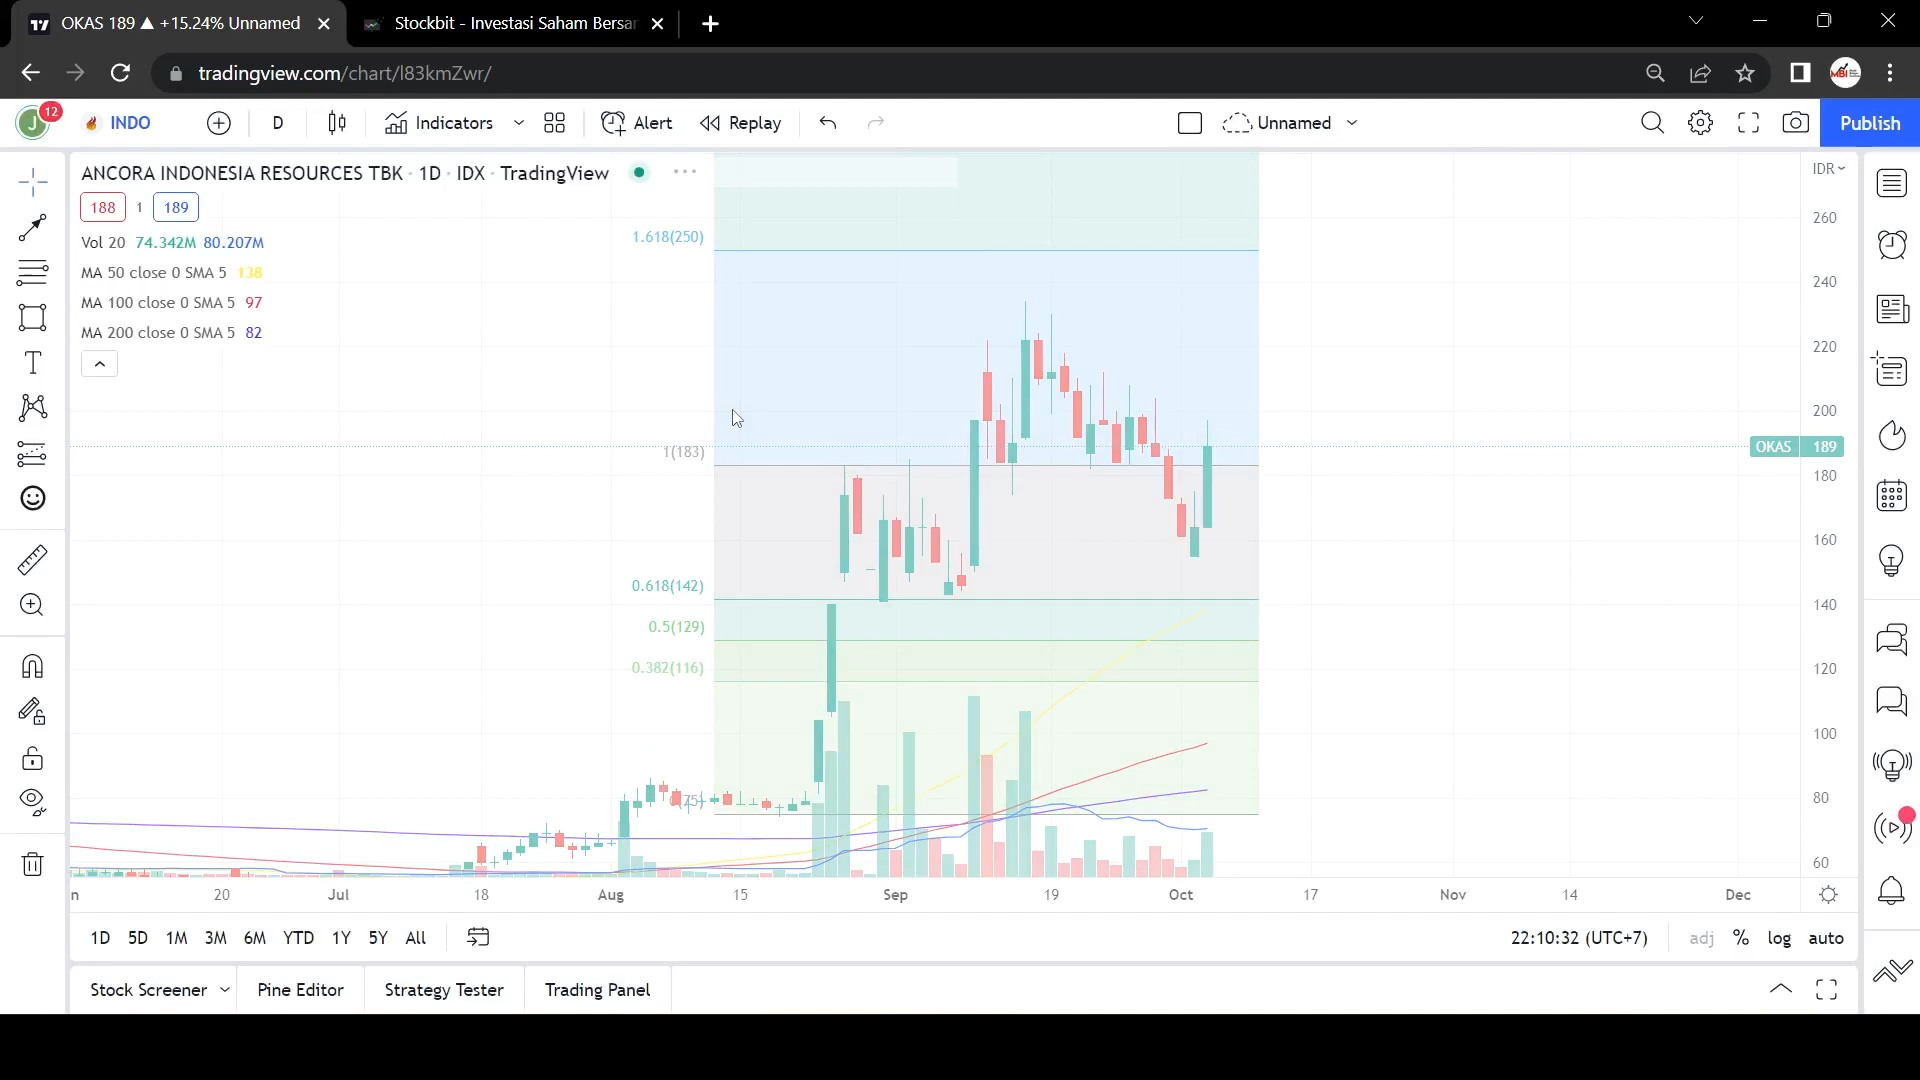 OKAS 189 ▲ +15.24% Unnamed
Stockbit - Investasi Saham Bersar
tradingview.com/chart/l83kmZwr/
J 12 INDO D Indicators Alert Replay Unnamed Publish
ANCORA INDONESIA RESOURCES TBK · 1D · IDX · TradingView
IDR
188 1 189
Vol 20 74.342M 80.207M
MA 50 close 0 SMA 5 138
MA 100 close 0 SMA 5 97
MA 200 close 0 SMA 5 82
1.618(250)
1(183)
0.618(142)
0.5(129)
0.382(116)
0(75)
260
240
220
200
OKAS 189
180
160
140
120
100
80
60
n 20 Jul 18 Aug 15 Sep 19 Oct 17 Nov 14 Dec
1D 5D 1M 3M 6M YTD 1Y 5Y All
22:10:32 (UTC+7) adj % log auto
Stock Screener Pine Editor Strategy Tester Trading Panel